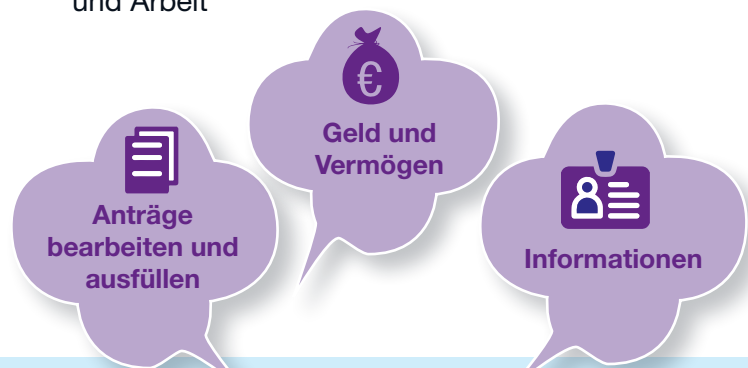 und Arbeit
€
Geld und
Vermögen
Anträge
bearbeiten und
ausfüllen
Informationen